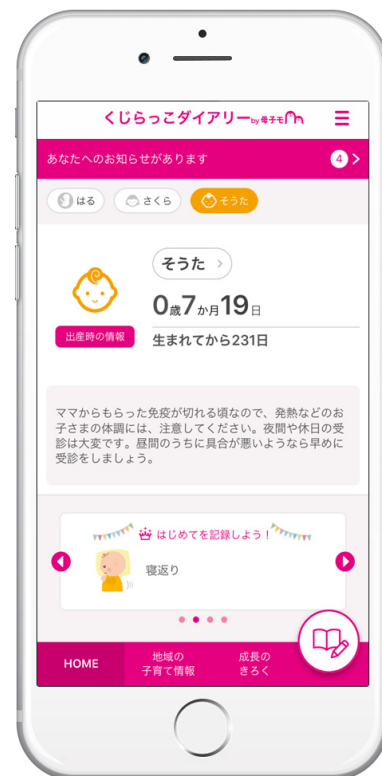 くじらっこダイアリーby母子モ
あなたへのお知らせがあります 4
はる さくら そうた
そうた
0歳7か月19日
出産時の情報
生まれてから231日
ママからもらった免疫が切れる頃なので、発熱などのお
子さまの体調には、注意してください。夜間や休日の受
診は大変です。昼間のうちに具合が悪いようなら早めに
受診をしましょう。
はじめてを記録しよう！
寝返り
HOME
地域の
子育て情報
成長の
きろく